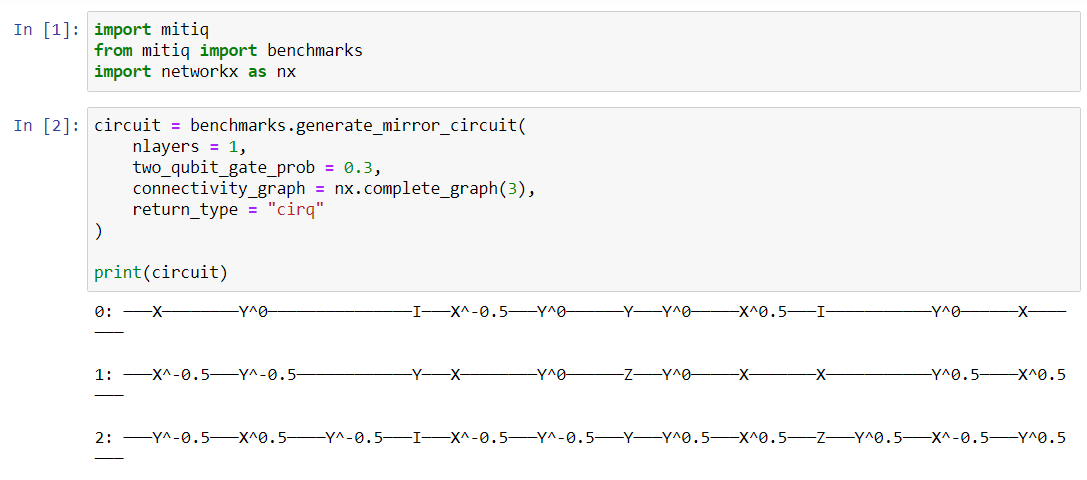 In [1]: import mitiq
from mitiq import benchmarks
import networkx as nx
In [2]: circuit = benchmarks.generate_mirror_circuit(
    nlayers = 1,
    two_qubit_gate_prob = 0.3,
    connectivity_graph = nx.complete_graph(3),
    return_type = "cirq"
)
print(circuit)
0: ───X────────Y^0───────────────I───X^-0.5───Y^0──────Y───Y^0─────X^0.5───I───────────Y^0──────X────
───
1: ───X^-0.5───Y^-0.5────────────Y───X────────Y^0──────Z───Y^0─────X───────X───────────Y^0.5────X^0.5
───
2: ───Y^-0.5───X^0.5────Y^-0.5───I───X^-0.5───Y^-0.5───Y───Y^0.5───X^0.5───Z───Y^0.5───X^-0.5───Y^0.5
───